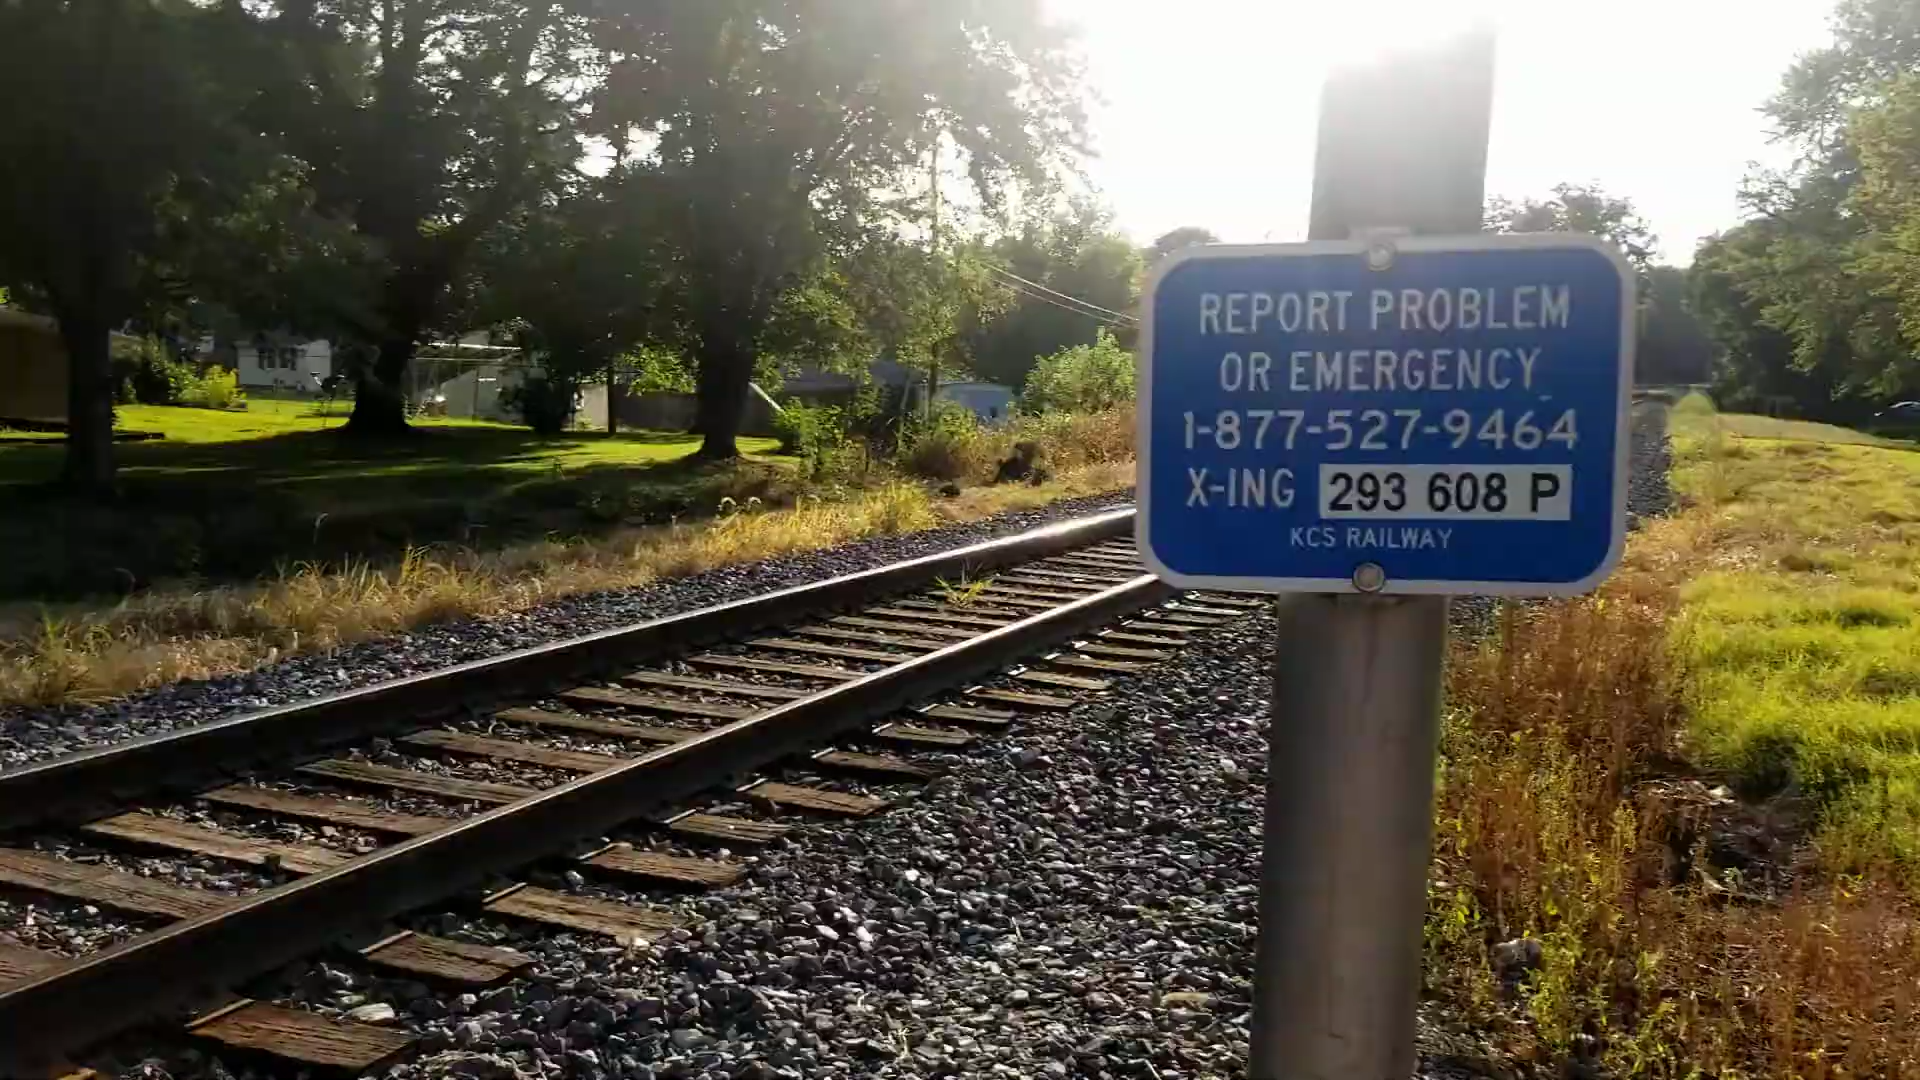 REPORT PROBLEM
OR EMERGENCY
1-877-527-9464
X-ING 293 608 P
KCS RAILWAY